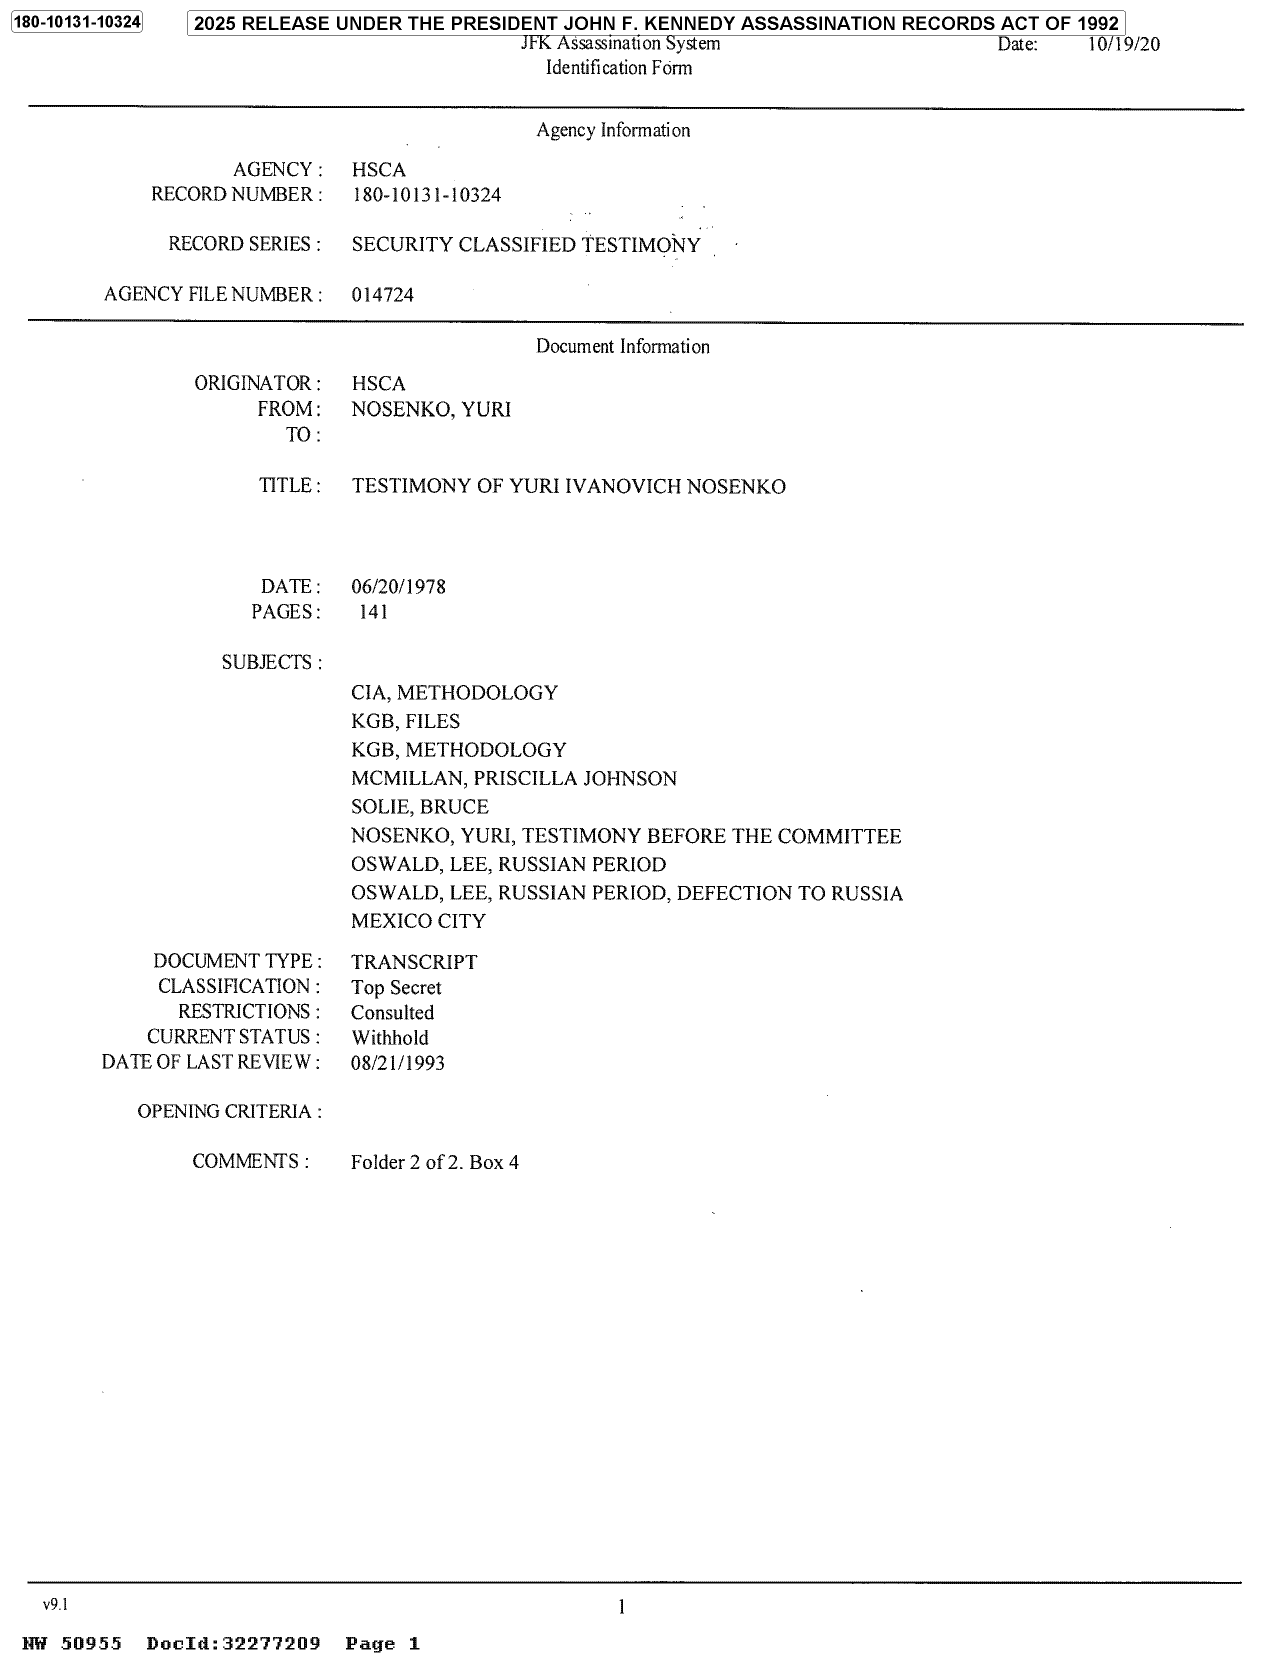 180-10131-10324
2025 RELEASE UNDER THE PRESIDENT JOHN F. KENNEDY ASSASSINATION RECORDS ACT OF 1992
JFK Assassination System Date: 10/19/20
Identification Form
Agency Information
AGENCY : HSCA
RECORD NUMBER : 180-10131-10324
RECORD SERIES : SECURITY CLASSIFIED TESTIMONY
AGENCY FILE NUMBER : 014724
Document Information
ORIGINATOR : HSCA
FROM : NOSENKO, YURI
TO :
TITLE : TESTIMONY OF YURI IVANOVICH NOSENKO
DATE : 06/20/1978
PAGES : 141
SUBJECTS :
CIA, METHODOLOGY
KGB, FILES
KGB, METHODOLOGY
MCMILLAN, PRISCILLA JOHNSON
SOLIE, BRUCE
NOSENKO, YURI, TESTIMONY BEFORE THE COMMITTEE
OSWALD, LEE, RUSSIAN PERIOD
OSWALD, LEE, RUSSIAN PERIOD, DEFECTION TO RUSSIA
MEXICO CITY
DOCUMENT TYPE : TRANSCRIPT
CLASSIFICATION : Top Secret
RESTRICTIONS : Consulted
CURRENT STATUS : Withhold
DATE OF LAST REVIEW : 08/21/1993
OPENING CRITERIA :
COMMENTS : Folder 2 of 2. Box 4
v9.1 1
NW 50955 DocId:32277209 Page 1